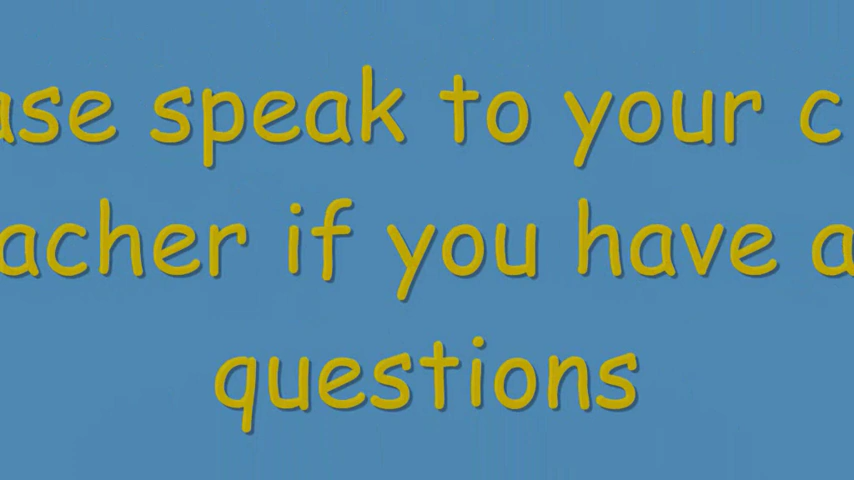 ase speak to your c
acher if you have a
questions